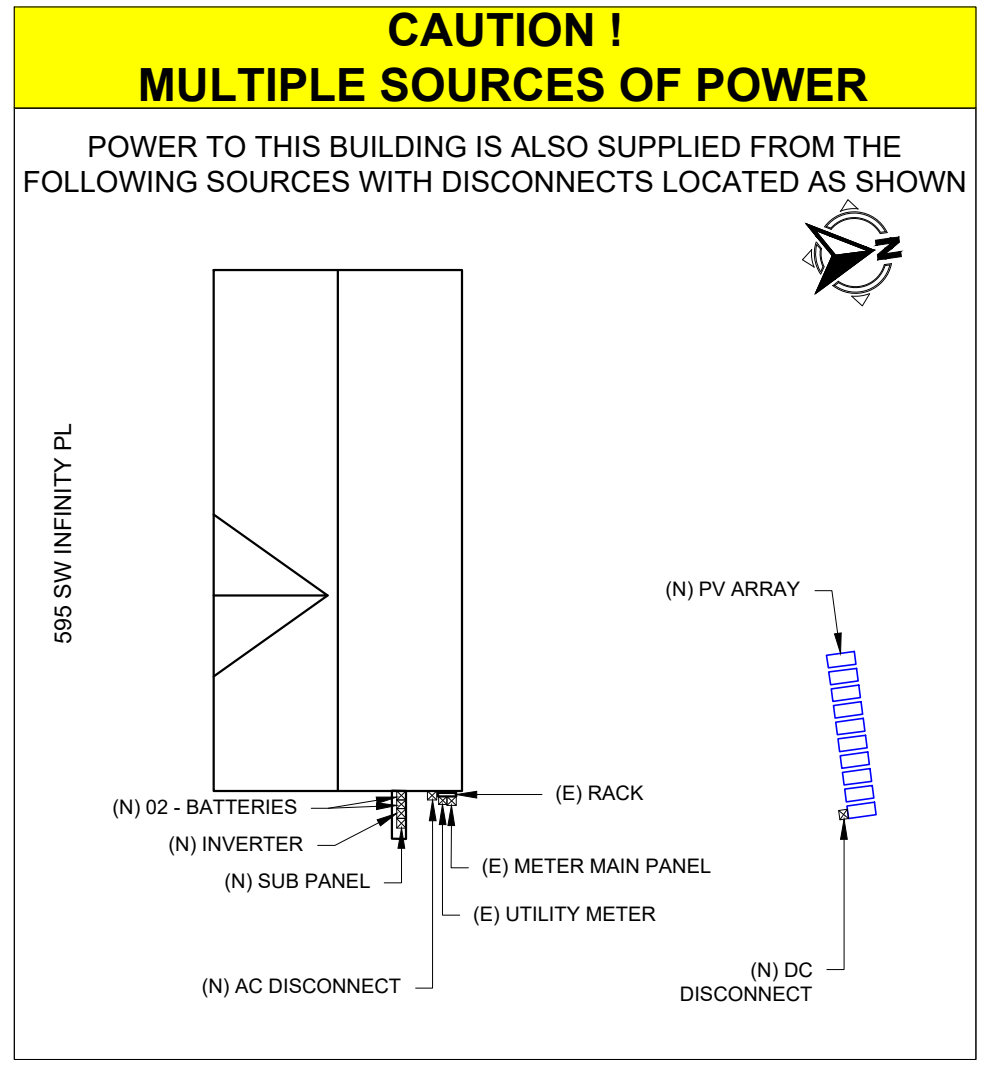 CAUTION !
MULTIPLE SOURCES OF POWER
POWER TO THIS BUILDING IS ALSO SUPPLIED FROM THE
FOLLOWING SOURCES WITH DISCONNECTS LOCATED AS SHOWN
N
595 SW INFINITY PL
(N) PV ARRAY
(E) RACK
(N) 02 - BATTERIES
(N) INVERTER
(E) METER MAIN PANEL
(N) SUB PANEL
(E) UTILITY METER
(N) AC DISCONNECT
(N) DC
DISCONNECT